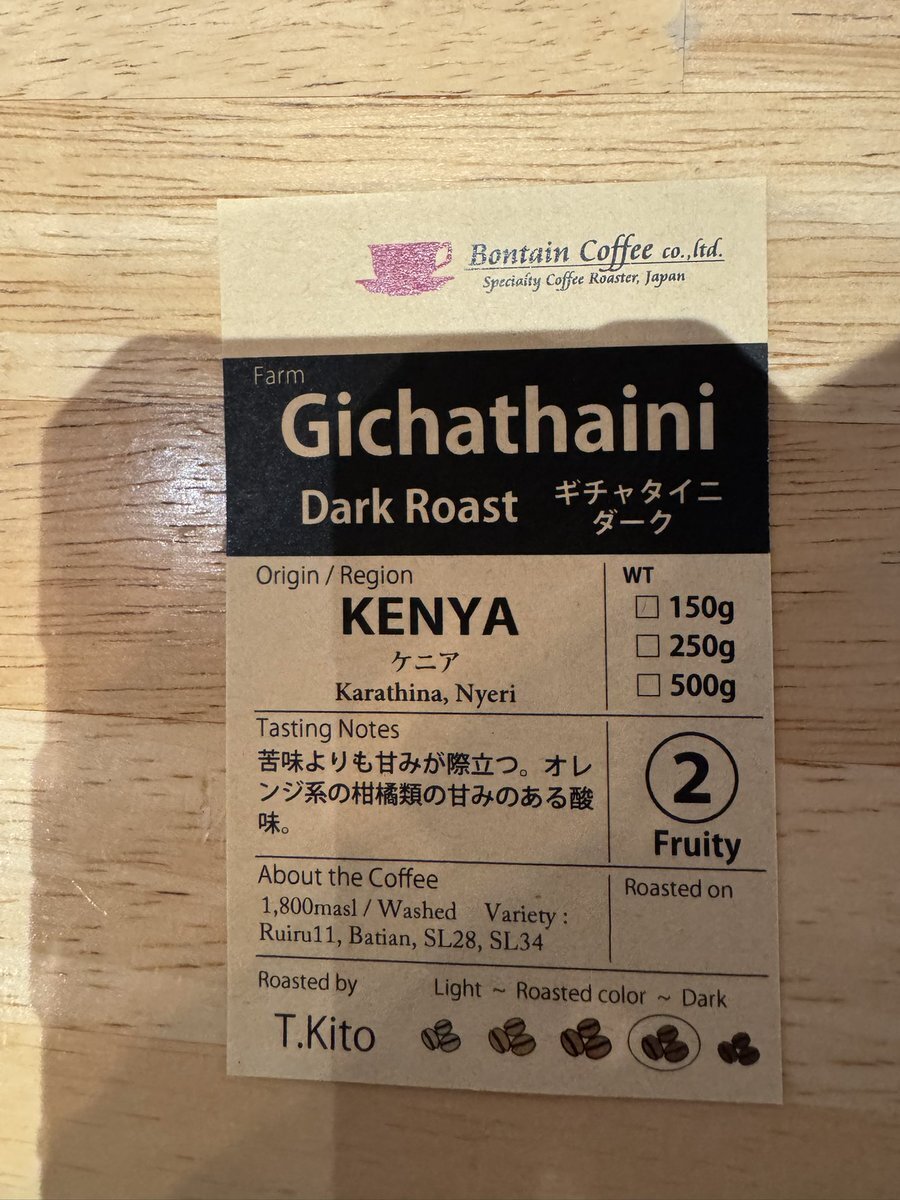 Bontain Coffee co.,ltd.
Specialty Coffee Roaster, Japan
Farm
Gichathaini
Dark Roast
ギチャタイニ
ダーク
Origin / Region
KENYA
ケニア
Karathina, Nyeri
WT
150g
250g
500g
Tasting Notes
苦味よりも甘みが際立つ。オレ
ンジ系の柑橘類の甘みのある酸
味。
2
Fruity
About the Coffee
1,800masl / Washed Variety :
Ruiru11, Batian, SL28, SL34
Roasted on
Roasted by
T.Kito
Light ~ Roasted color ~ Dark